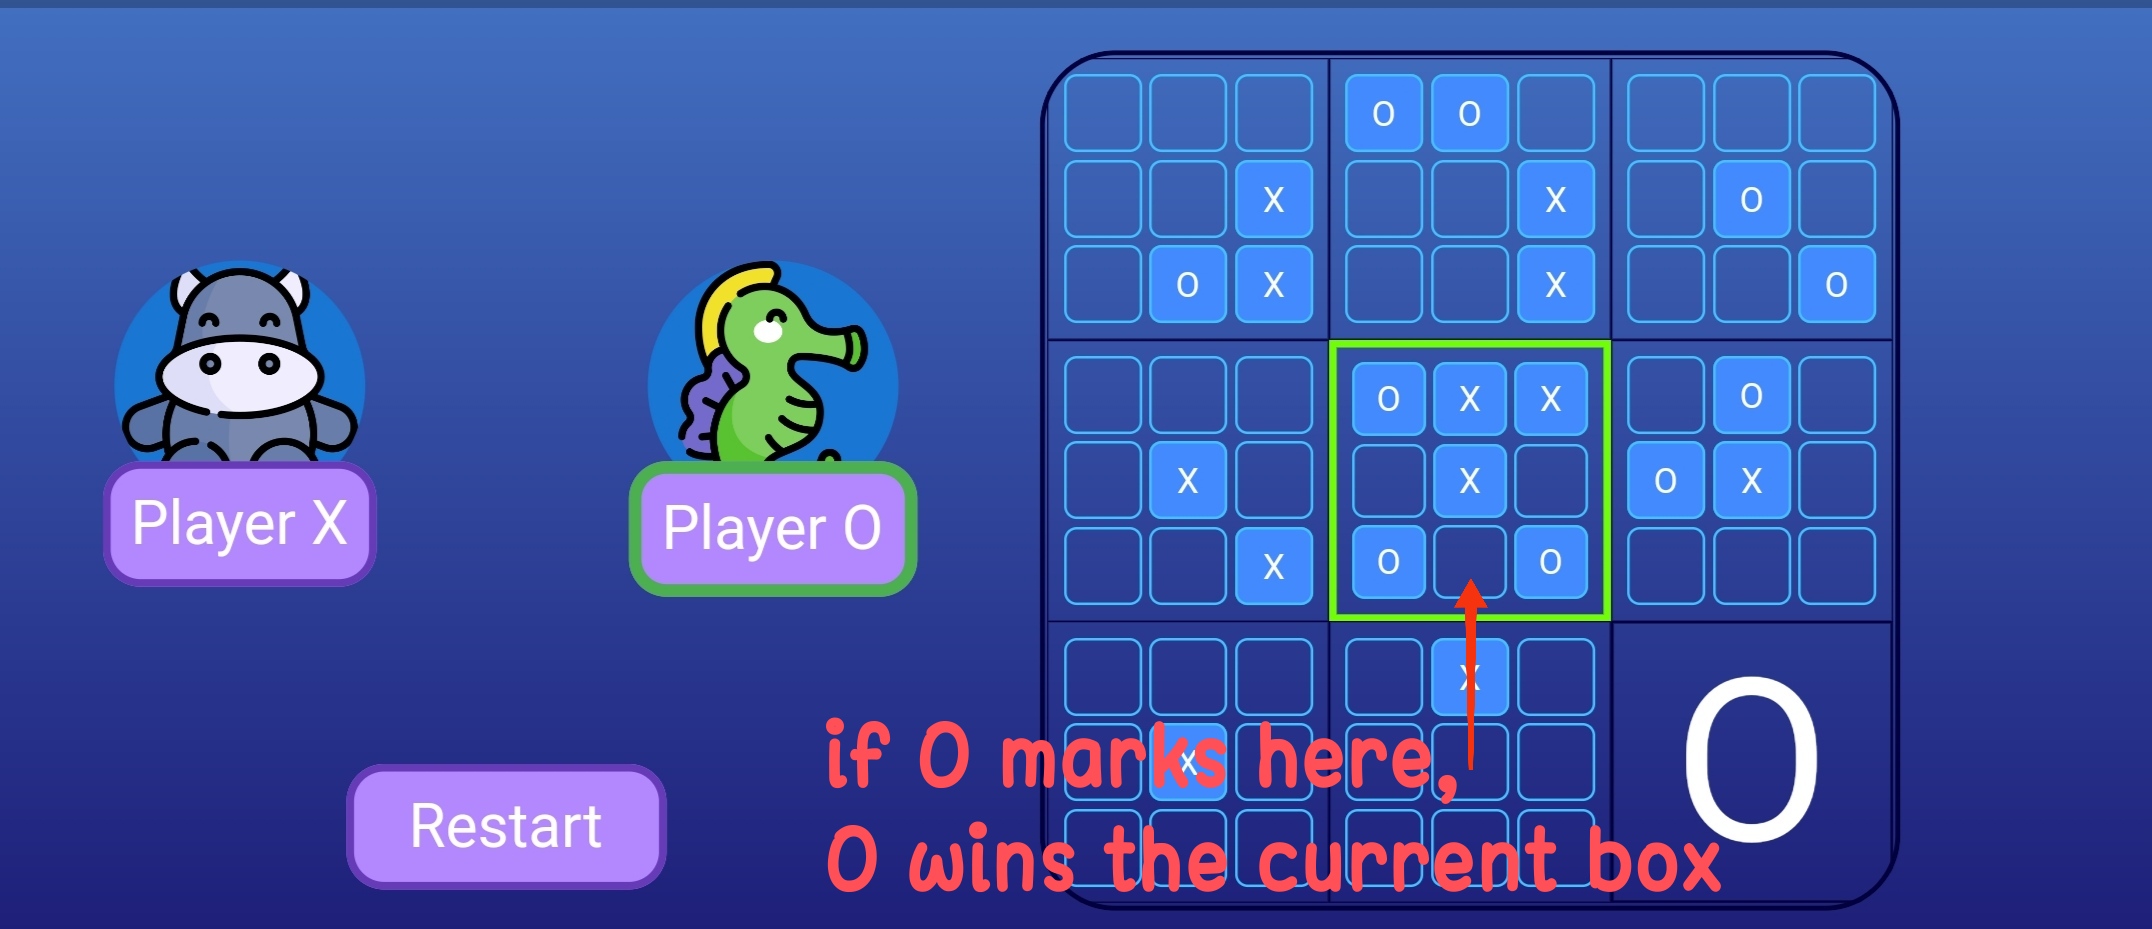 O O
X O X O
O X X O
O X X O
X X O X
X O O
X
X O
Player X
Player O
Restart
if O marks here,
O wins the current box